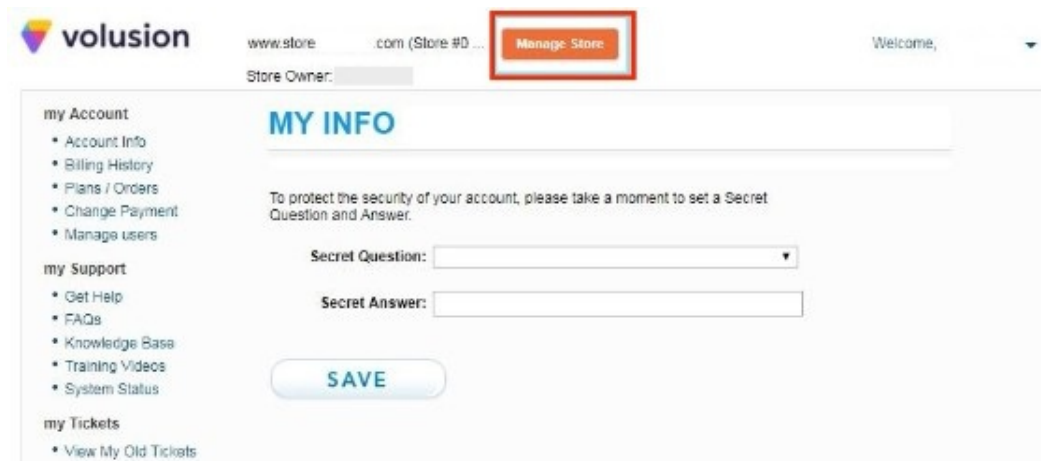 volusion
www.store .com (Store #0 ... Manage Store Welcome,
Store Owner:
my Account
• Account Info
• Billing History
• Plans / Orders
• Change Payment
• Manage users
my Support
• Get Help
• FAQs
• Knowledge Base
• Training Videos
• System Status
my Tickets
• View My Old Tickets
MY INFO
To protect the security of your account, please take a moment to set a Secret
Question and Answer.
Secret Question:
Secret Answer:
SAVE